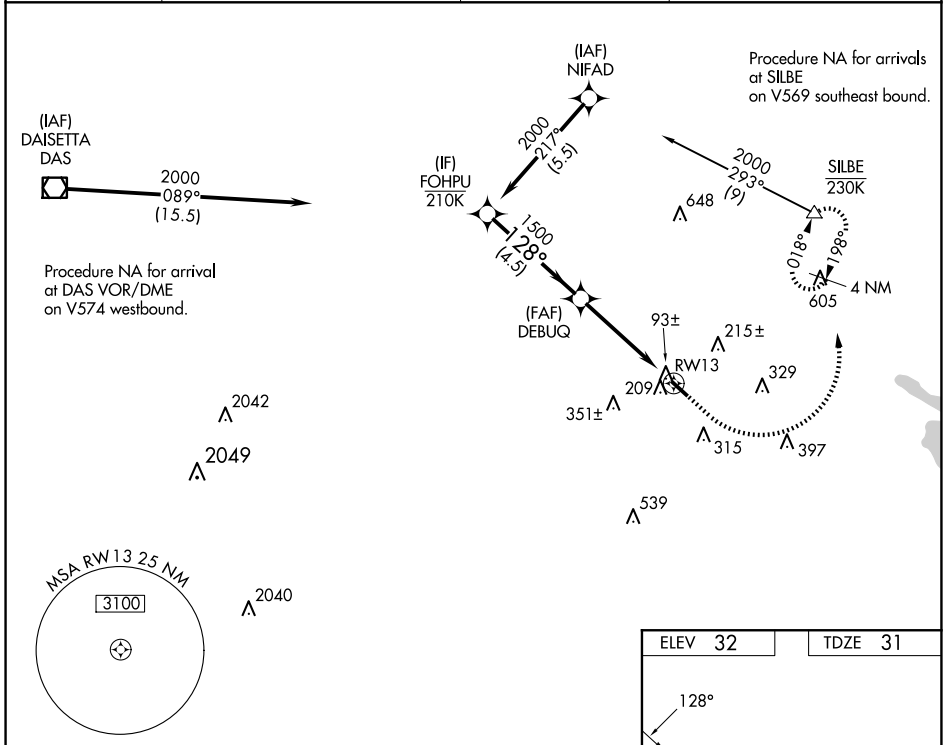 (IAF)
NIFAD
Procedure NA for arrivals
at SILBE
on V569 southeast bound.
(IAF)
DAISETTA
DAS
2000
217°
(5.5)
2000
089°
(15.5)
(IF)
FOHPU
210K
2000
293°
(9)
SILBE
230K
648
1500
128°
(4.5)
018°
198°
4 NM
605
Procedure NA for arrival
at DAS VOR/DME
on V574 westbound.
(FAF)
DEBUQ
93±
215±
RW13
329
209
351±
2042
315
397
2049
539
MSA RW13 25 NM
3100
2040
ELEV 32
TDZE 31
128°